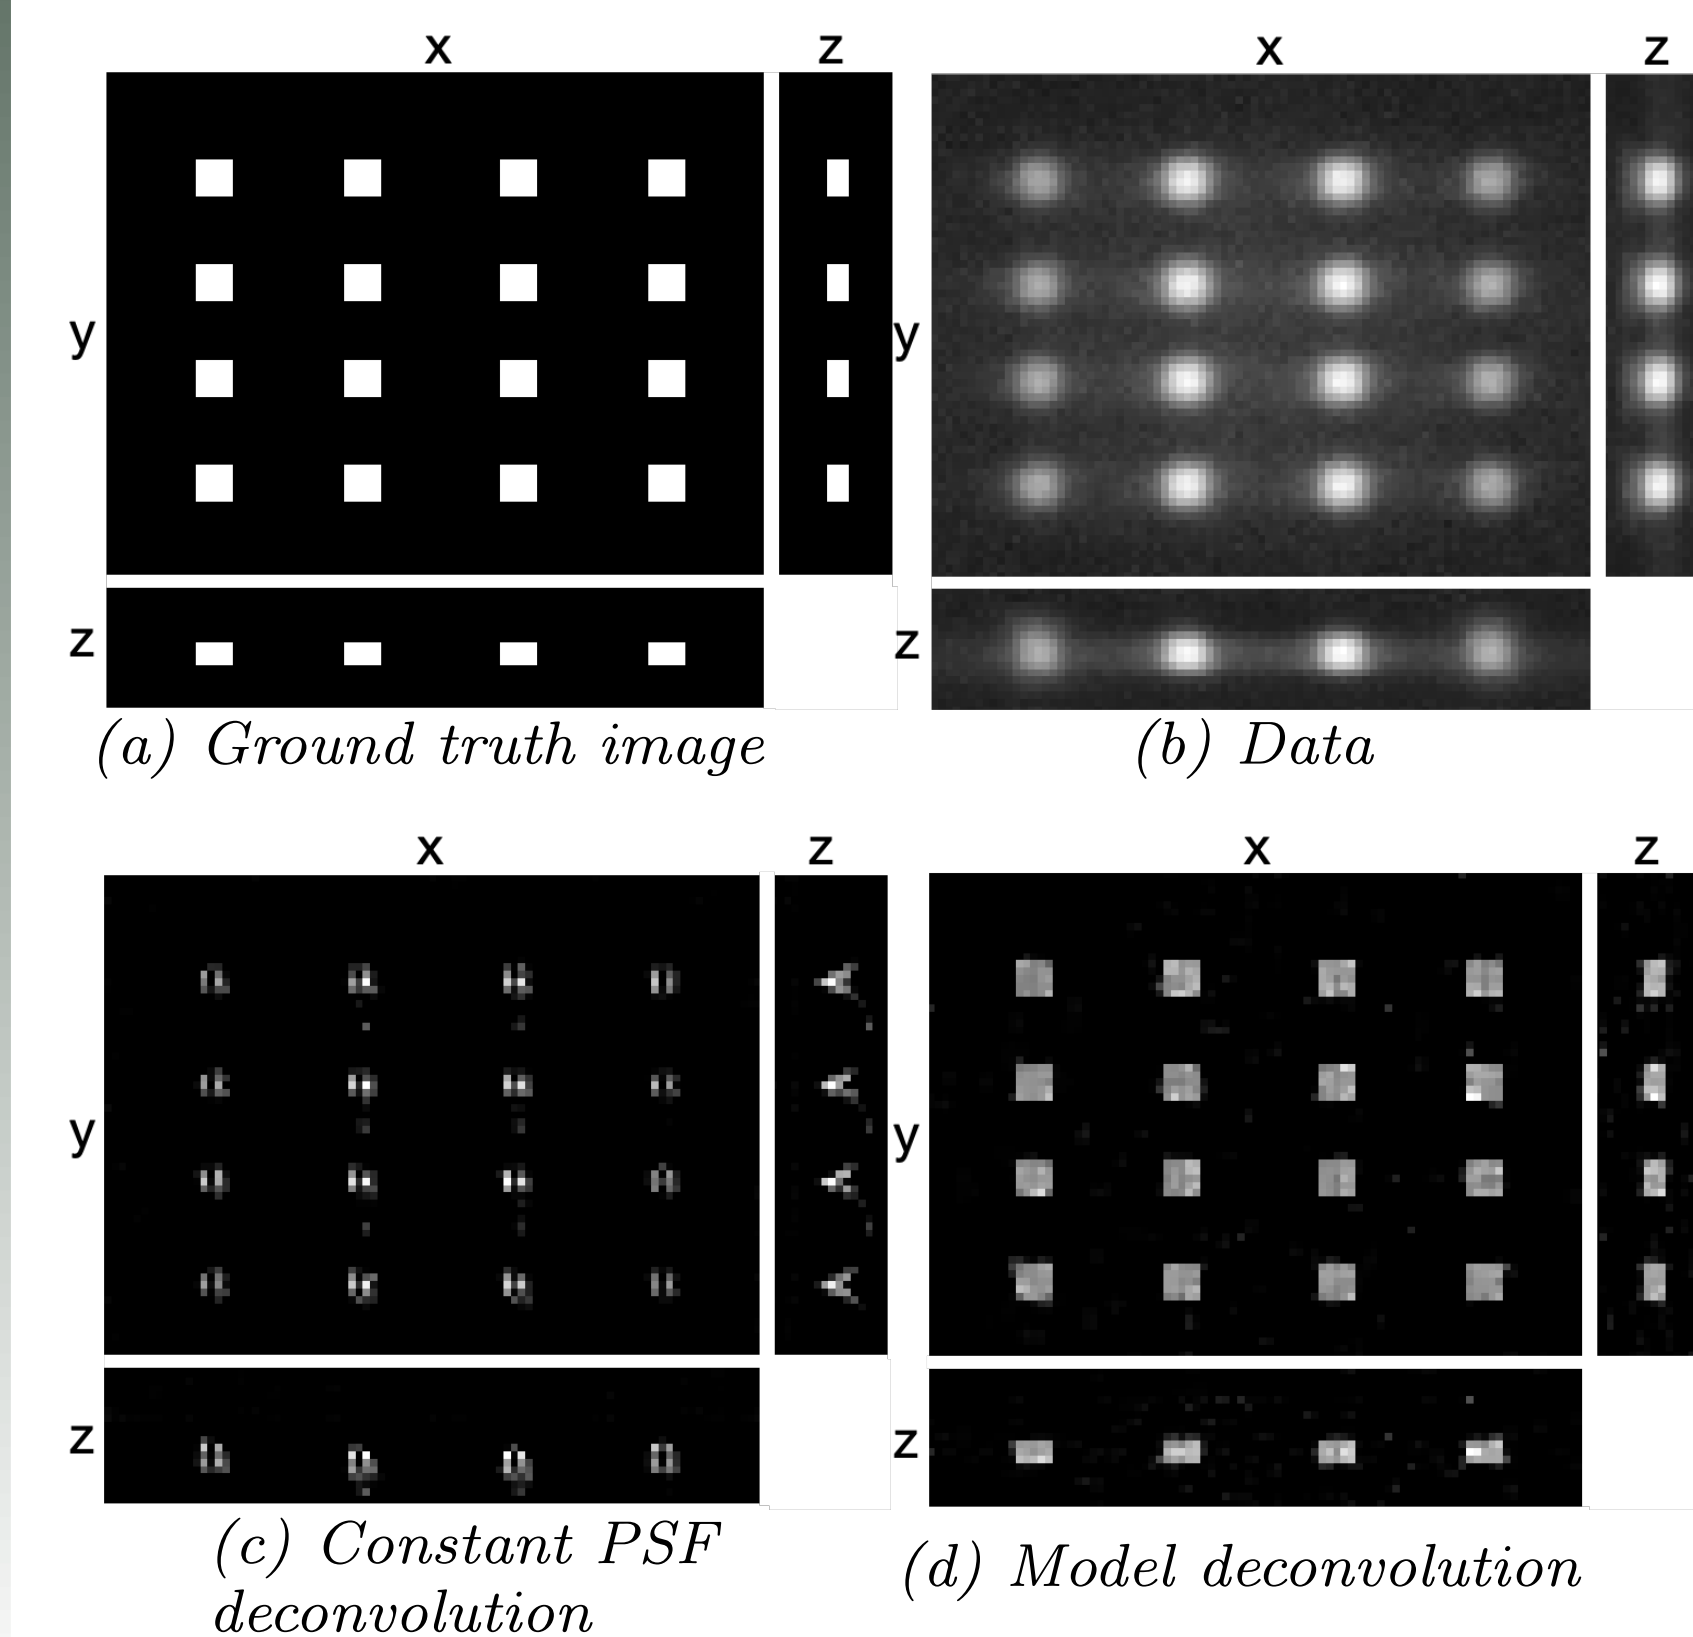 x z x z
y y
z z
(a) Ground truth image (b) Data
x z x z
y y
z z
(c) Constant PSF
deconvolution
(d) Model deconvolution